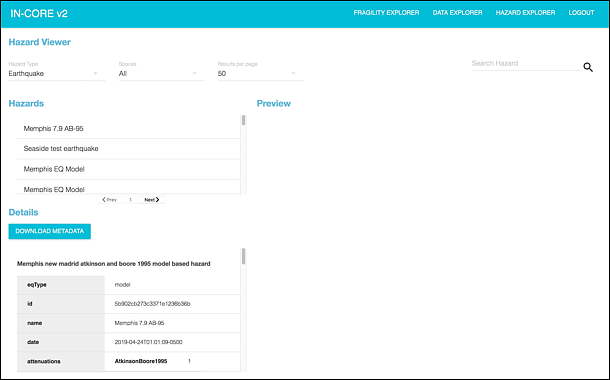 IN-CORE v2 FRAGILITY EXPLORER DATA EXPLORER HAZARD EXPLORER LOGOUT
Hazard Viewer
Hazard Type Spaces Results per page
Earthquake All 50 Search Hazard
Hazards Preview
Memphis 7.9 AB-95
Seaside test earthquake
Memphis EQ Model
Memphis EQ Model
Prev 1 Next
Details
DOWNLOAD METADATA
Memphis new madrid atkinson and boore 1995 model based hazard
eqType model
id 5b902cb273c3371e1236b36b
name Memphis 7.9 AB-95
date 2019-04-24T01:01:09-0500
attenuations AtkinsonBoore1995 1